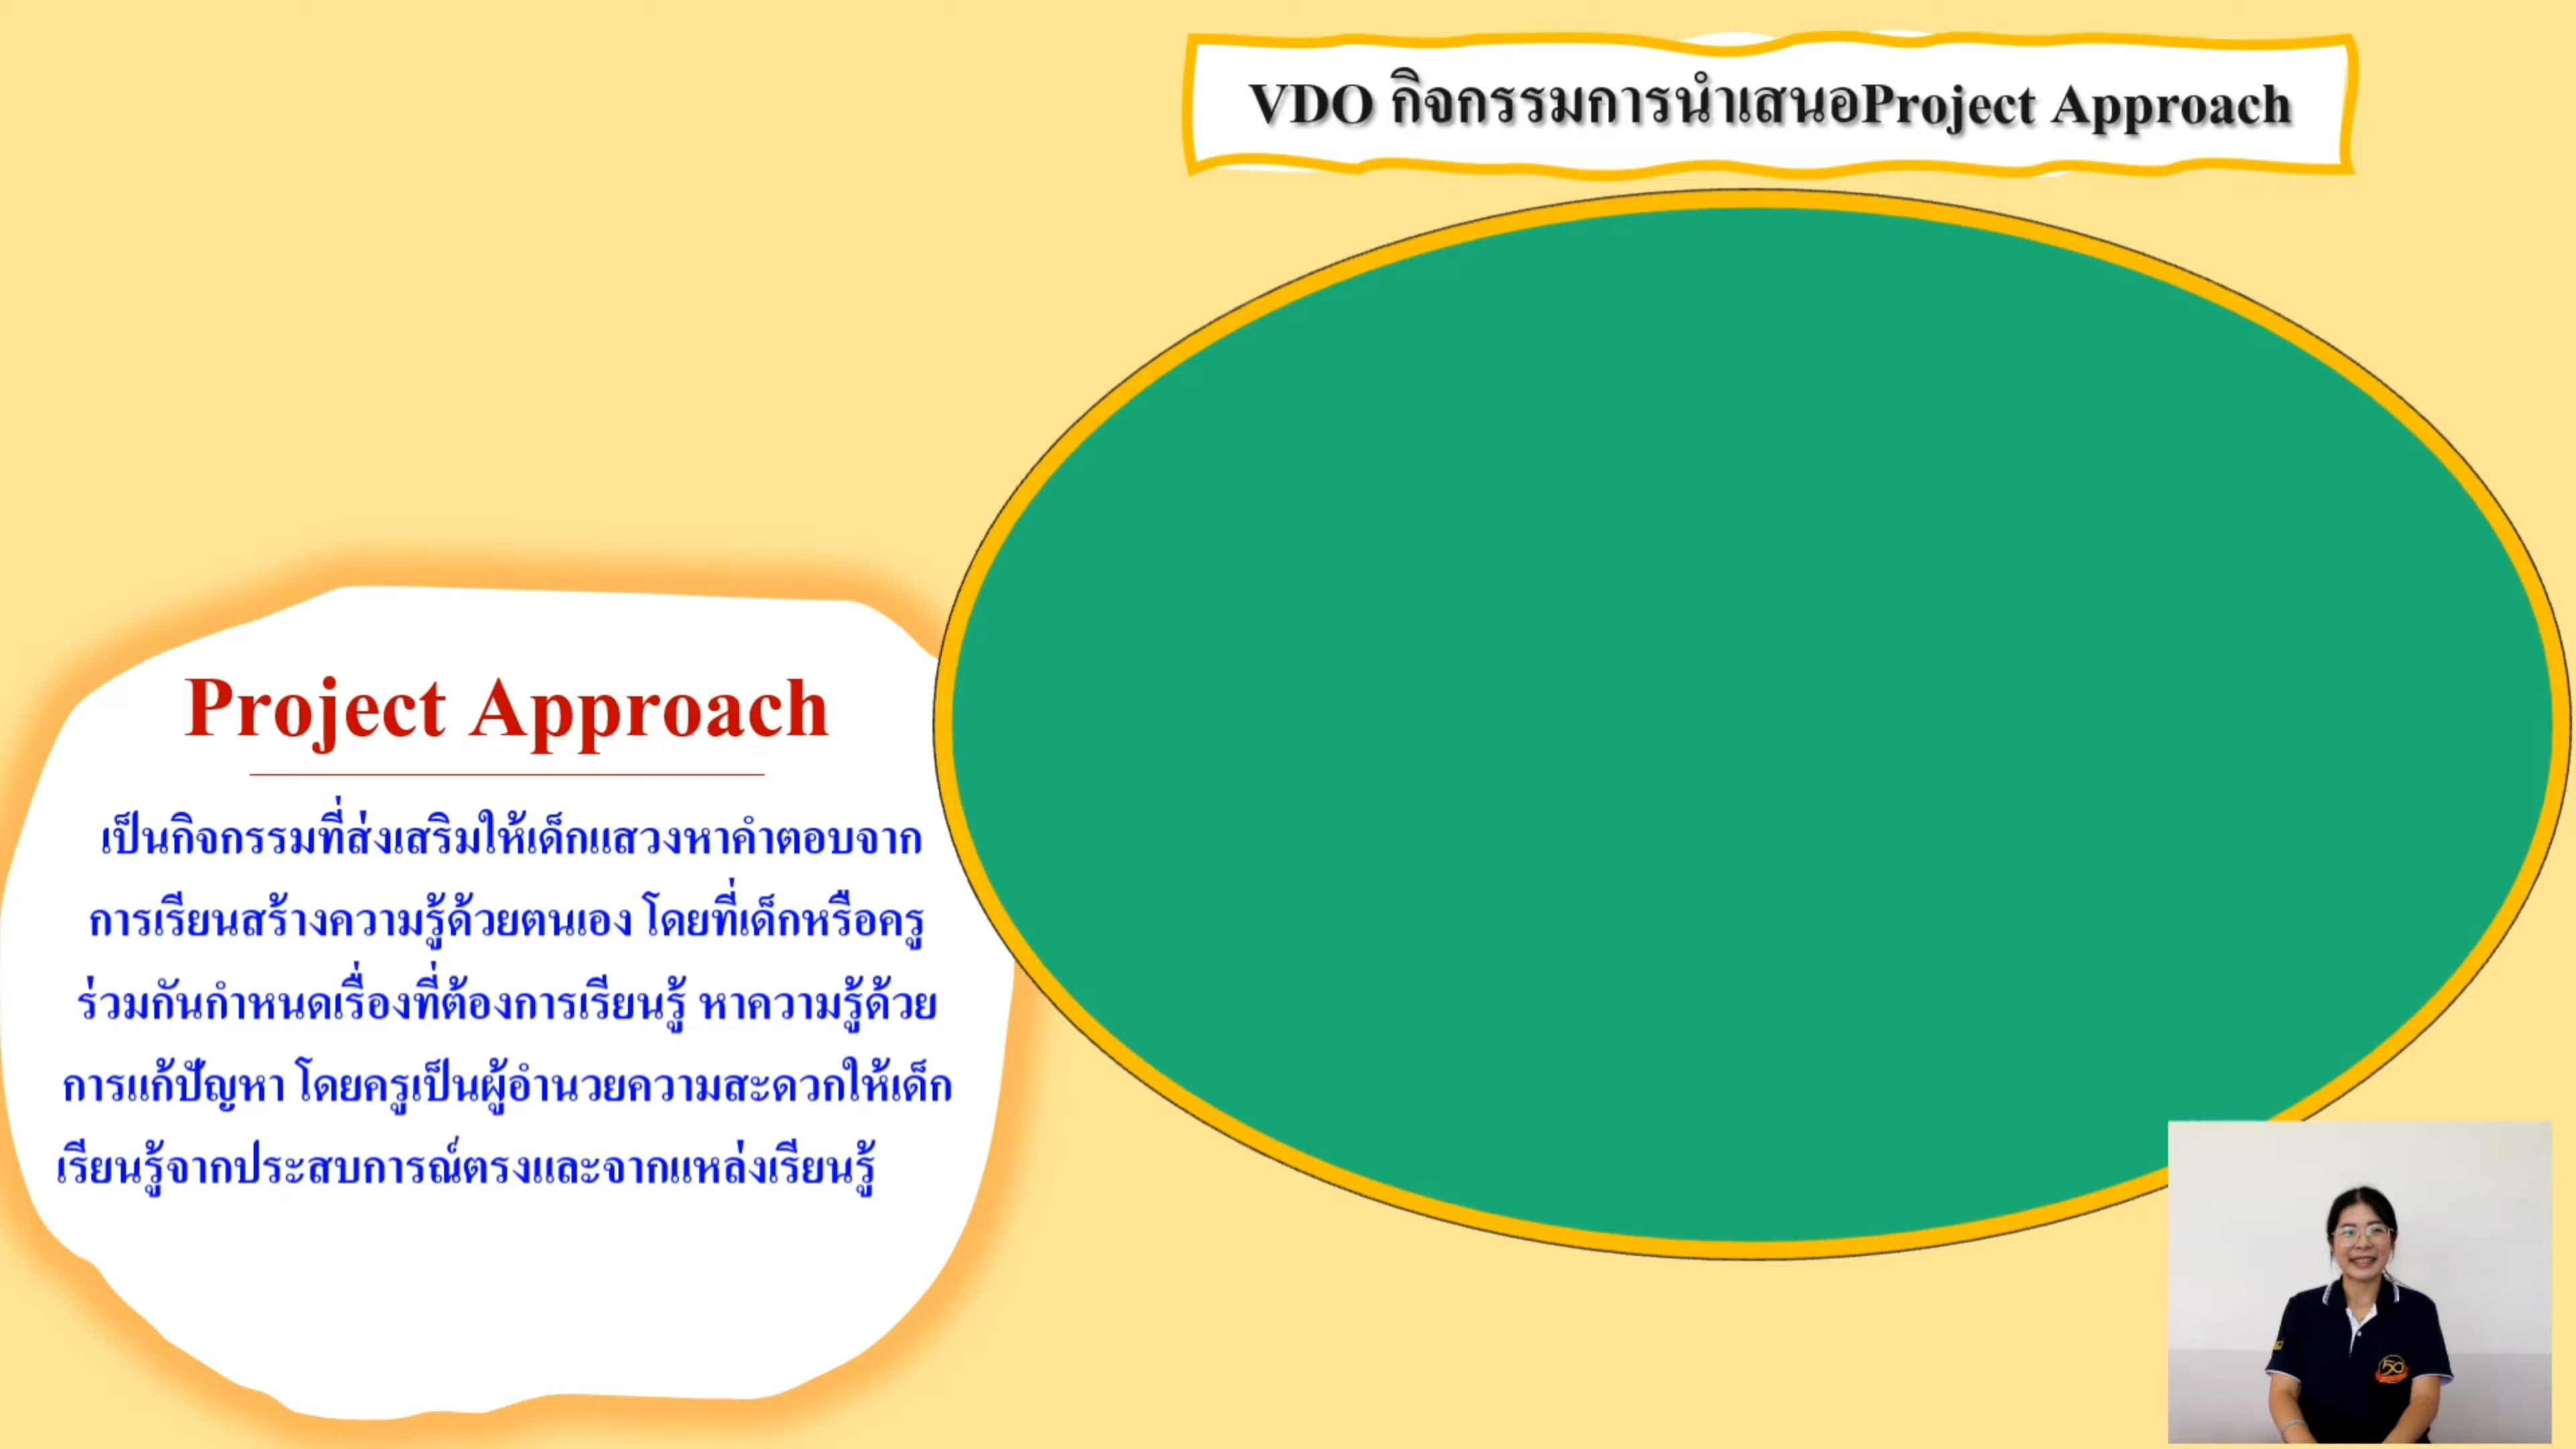 VDO กิจกรรมการนำเสนอProject Approach
Project Approach
เป็นกิจกรรมที่ส่งเสริมให้เด็กแสวงหาคำตอบจาก
การเรียนสร้างความรู้ด้วยตนเอง โดยที่เด็กหรือครู
ร่วมกันกำหนดเรื่องที่ต้องการเรียนรู้ หาความรู้ด้วย
การแก้ปัญหา โดยครูเป็นผู้อำนวยความสะดวกให้เด็ก
เรียนรู้จากประสบการณ์ตรงและจากแหล่งเรียนรู้
50